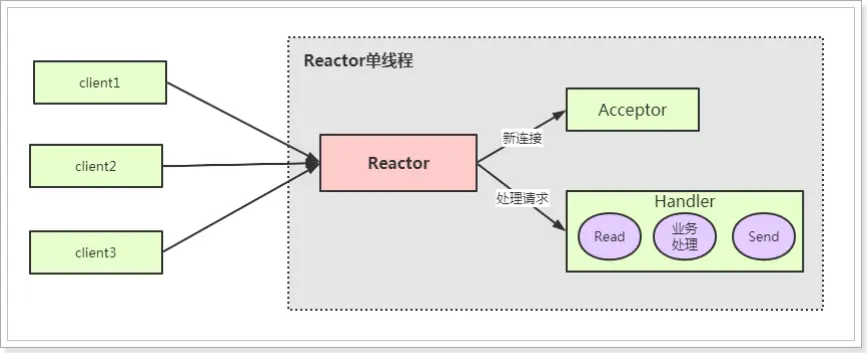 Reactor单线程
client1
client2
client3
Reactor
新连接
处理请求
Acceptor
Handler
Read
业务
处理
Send